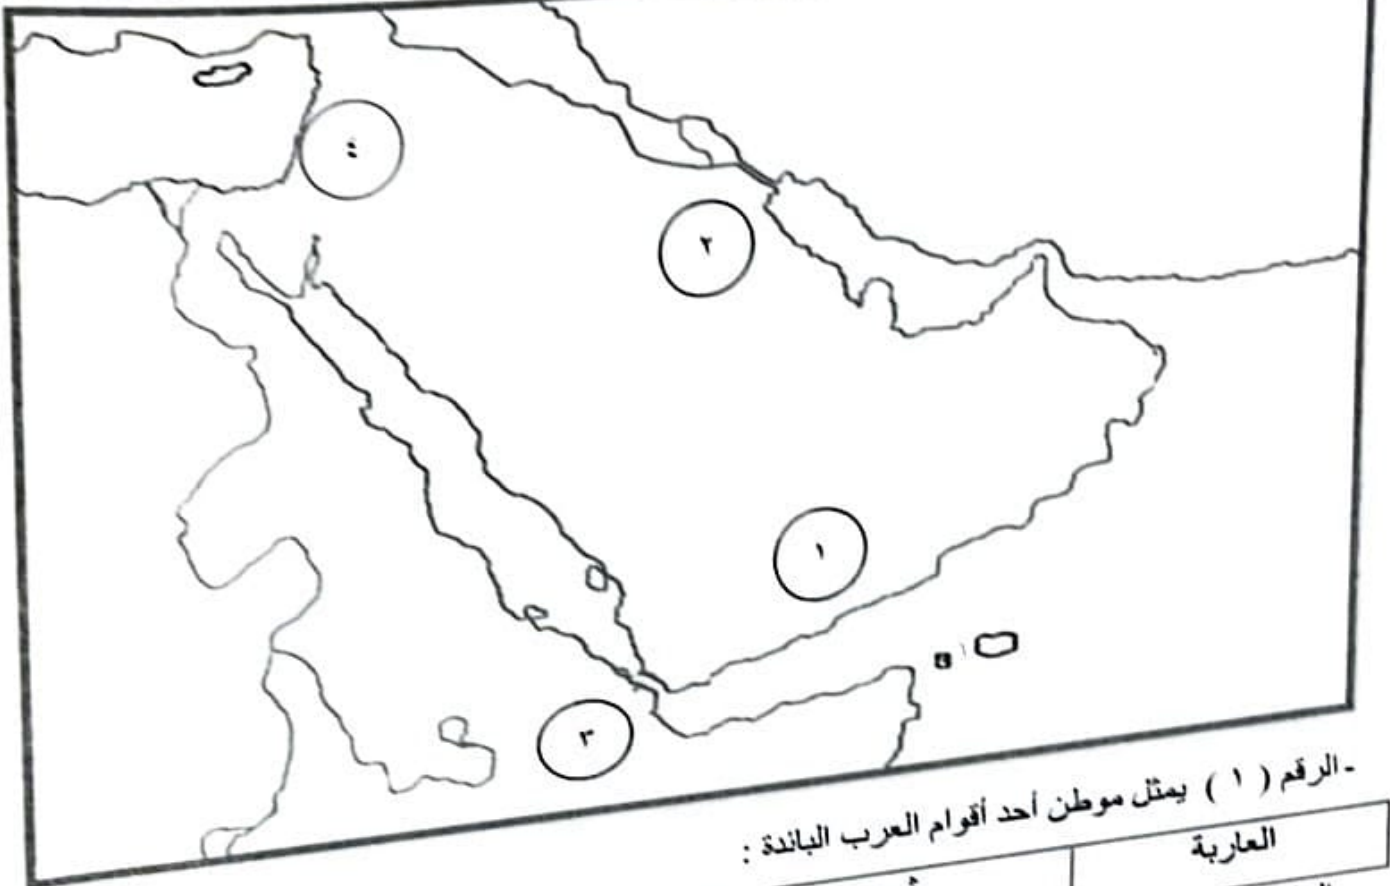 ٤
٢
١
٣
- الرقم ( ١ ) يمثل موطن أحد أقوام العرب البائدة :
العاربة